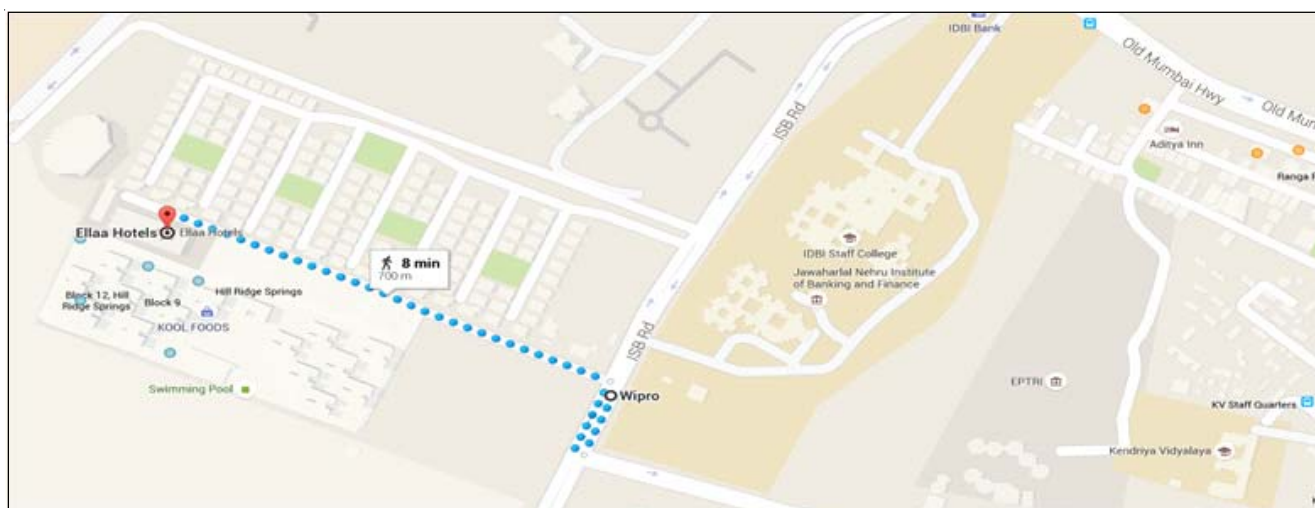 IDBI Bank
Old Mumbai Hwy
Old Mum
ISB Rd
Aditya Inn
Ranga
Ellaa Hotels
Ellaa Hotels
8 min
700 m
IDBI Staff College
Jawaharlal Nehru Institute
of Banking and Finance
Hill Ridge Springs
Block 12, Hill
Ridge Springs
Block 9
KOOL FOODS
ISB Rd
Swimming Pool
Wipro
EPTRI
KV Staff Quarters
Kendriya Vidyalaya